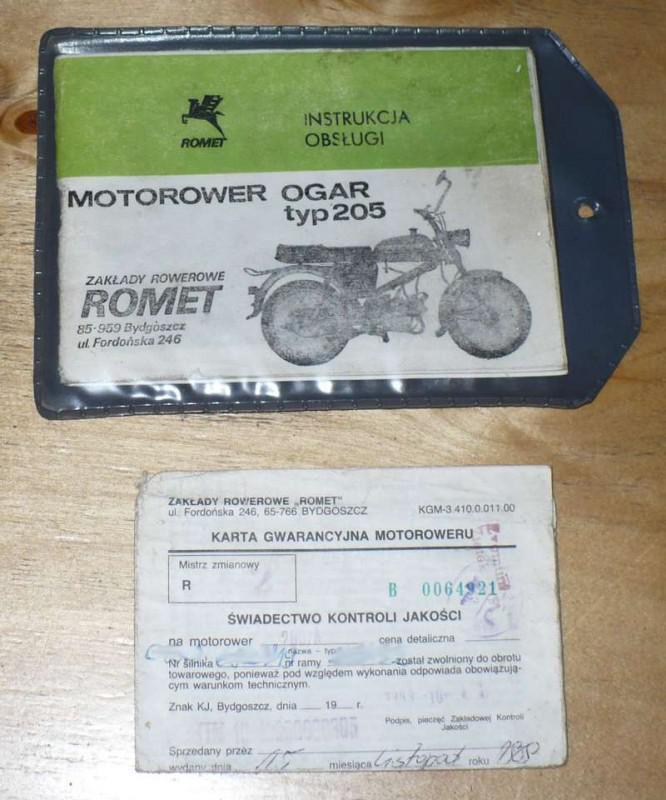 ROMET
INSTRUKCJA
OBSŁUGI
MOTOROWER OGAR
typ 205
ZAKŁADY ROWEROWE
ROMET
85-959 Bydgoszcz
ul. Fordońska 246
ZAKŁADY ROWEROWE „ROMET"
ul. Fordońska 246, 65-766 BYDGOSZCZ
KGM-3.410.0.011.00
KARTA GWARANCYJNA MOTOROWERU
Mistrz zmianowy
R
B 0064921
ŚWIADECTWO KONTROLI JAKOŚCI
na motorower cena detaliczna
nazwa - typ
Nr silnika nr ramy został zwolniony do obrotu
towarowego, ponieważ pod względem wykonania odpowiada obowiązują-
cym warunkom technicznym.
Znak KJ, Bydgoszcz, dnia 19 r.
Podpis, pieczęć Zakładowej Kontroli
Jakości
Sprzedany przez
wydany dnia miesiąca Listopad roku